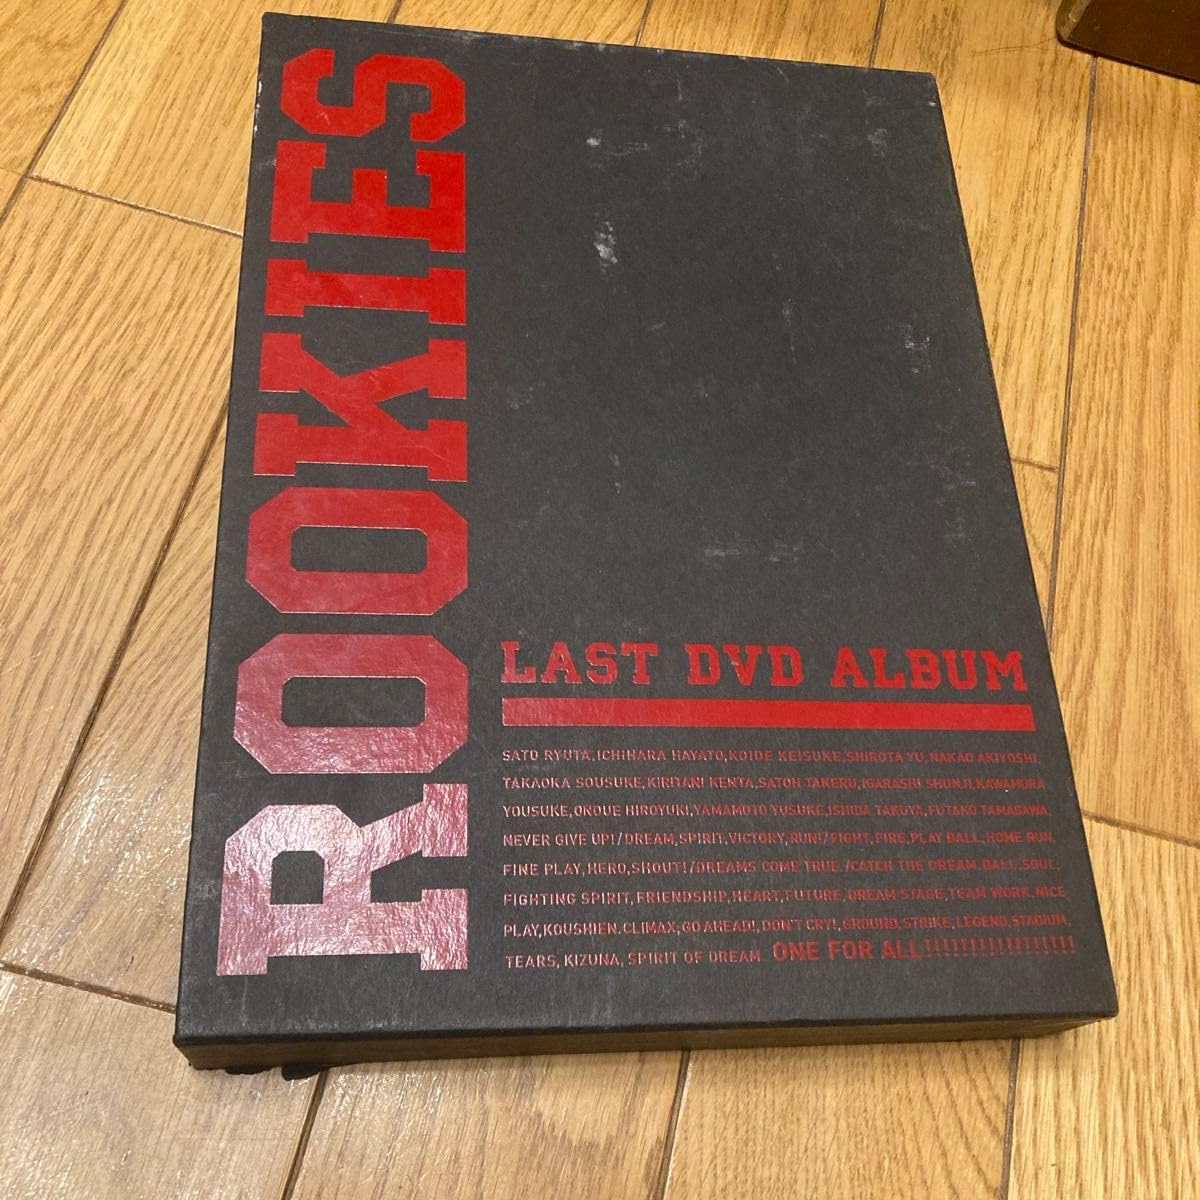 ROOKIES
LAST DVD ALBUM
SATO RYUTA,ICHIHARA HAYATO,KOIDE KEISUKE,SHIROTA YU,NAKAO AKIYOSHI,
TAKAOKA SOUSUKE,KIRITANI KENTA,SATOH TAKERU,IGARASHI SHUNJI,KAWAMURA
YOUSUKE,ONOUE HIROYUKI,YAMAMOTO YUSUKE,ISHIDA TAKUYA,FUTAKO TAMAGAWA,
NEVER GIVE UP!/DREAM,SPIRIT,VICTORY,RUN!/FIGHT,FIRE,PLAY BALL,HOME RUN,
FINE PLAY,HERO,SHOUT!/DREAMS COME TRUE./CATCH THE DREAM,BALL,SOUL,
FIGHTING SPIRIT,FRIENDSHIP,HEART,FUTURE,DREAM STAGE,TEAM WORK,NICE
PLAY,KOUSHIEN,CLIMAX,GO AHEAD!,DON'T CRY!,GROUND,STRIKE,LEGEND,STADIUM,
TEARS, KIZUNA, SPIRIT OF DREAM ONE FOR ALL!!!!!!!!!!!!!!!!!!